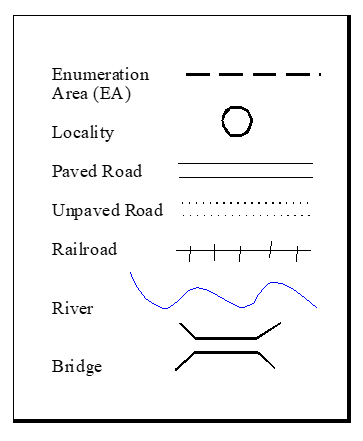 Enumeration
Area (EA)
Locality
Paved Road
Unpaved Road
Railroad
River
Bridge